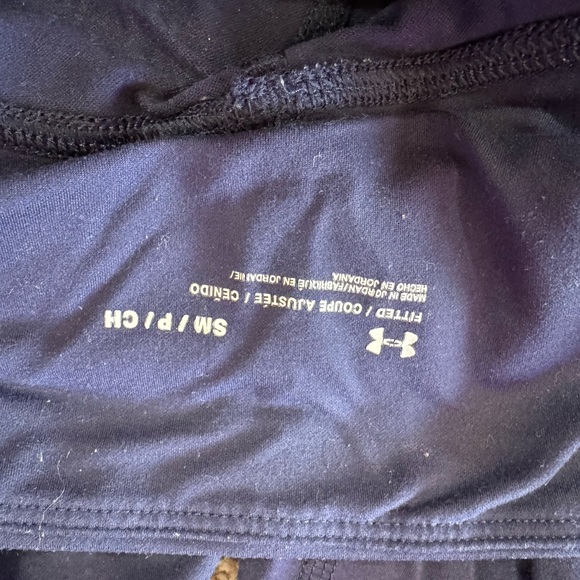 SM / P / CH
FITTED / COUPE AJUSTÉE / CEÑIDO
MADE IN JORDAN/FABRIQUÉ EN JORDANIE/
HECHO EN JORDANIA